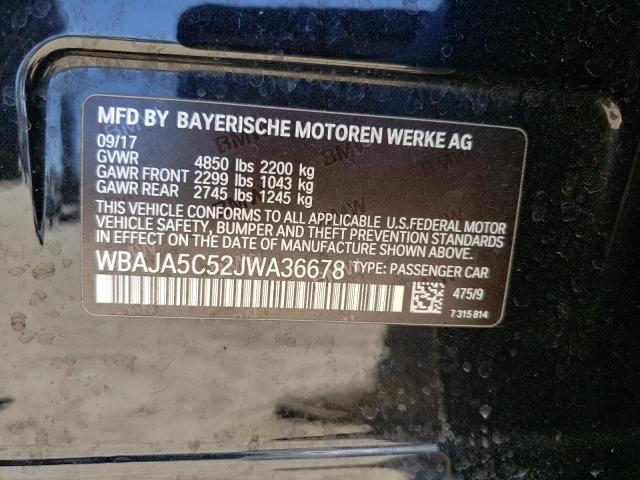 MFD BY BAYERISCHE MOTOREN WERKE AG
09/17
GVWR 4850 lbs 2200 kg
GAWR FRONT 2299 lbs 1043 kg
GAWR REAR 2745 lbs 1245 kg
THIS VEHICLE CONFORMS TO ALL APPLICABLE U.S.FEDERAL MOTOR
VEHICLE SAFETY, BUMPER AND THEFT PREVENTION STANDARDS
IN EFFECT ON THE DATE OF MANUFACTURE SHOWN ABOVE.
WBAJA5C52JWA36678 TYPE: PASSENGER CAR
475/9
7 315 814